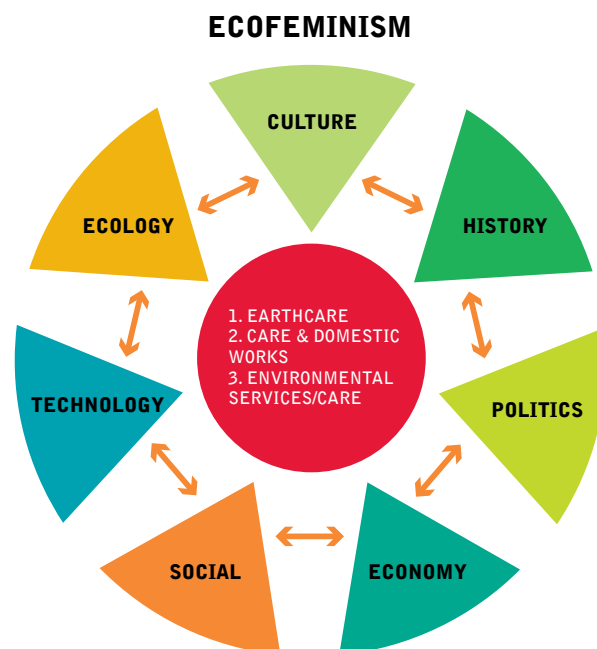 ECOFEMINISM
CULTURE
ECOLOGY
HISTORY
1. EARTHCARE
2. CARE & DOMESTIC
WORKS
3. ENVIRONMENTAL
SERVICES/CARE
TECHNOLOGY
POLITICS
SOCIAL
ECONOMY